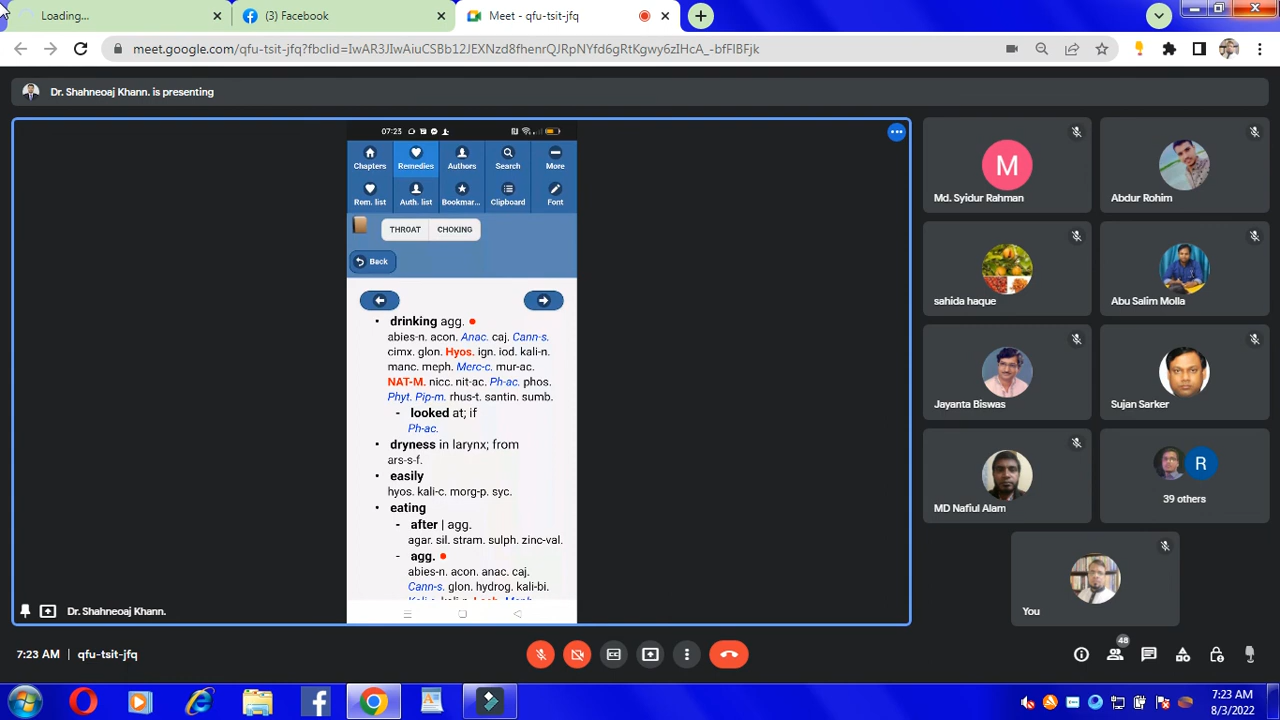 Loading...
(3) Facebook
Meet - qfu-tsit-jfq
meet.google.com/qfu-tsit-jfq?fbclid=IwAR3JIwAiuCSBb12JEXNzd8fhenrQJRpNYfd6gRtKgwy6zIHcA_-bfFlBFjk
Dr. Shahneoaj Khann. is presenting
07:23
Chapters
Remedies
Authors
Search
More
Rem. list
Auth. list
Bookmar...
Clipboard
Font
THROAT CHOKING
Back
• drinking agg.
abies-n. acon. Anac. caj. Cann-s.
cimx. glon. Hyos. ign. iod. kali-n.
manc. meph. Merc-c. mur-ac.
NAT-M. nicc. nit-ac. Ph-ac. phos.
Phyt. Pip-m. rhus-t. santin. sumb.
- looked at; if
Ph-ac.
• dryness in larynx; from
ars-s-f.
• easily
hyos. kali-c. morg-p. syc.
• eating
- after | agg.
agar. sil. stram. sulph. zinc-val.
- agg.
abies-n. acon. anac. caj.
Cann-s. glon. hydrog. kali-bi.
Dr. Shahneoaj Khann.
M
Md. Syidur Rahman
Abdur Rohim
sahida haque
Abu Salim Molla
Jayanta Biswas
Sujan Sarker
MD Nafiul Alam
R
39 others
You
7:23 AM | qfu-tsit-jfq
48
7:23 AM
8/3/2022